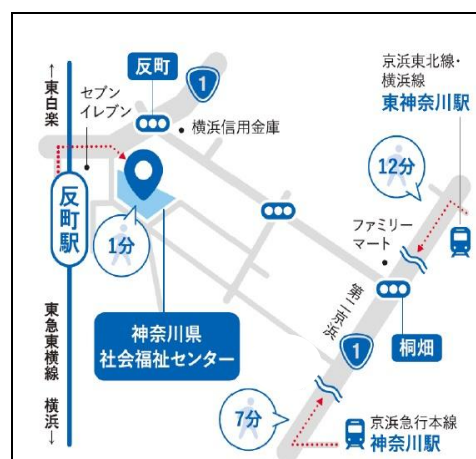 反町
1
京浜東北線・
横浜線
東神奈川駅
←東白楽
セブン
イレブン
横浜信用金庫
12分
反町駅
1分
ファミリー
マート
神奈川県
社会福祉センター
第二京浜
1
桐畑
東急東横線 横浜→
7分
京浜急行本線
神奈川駅